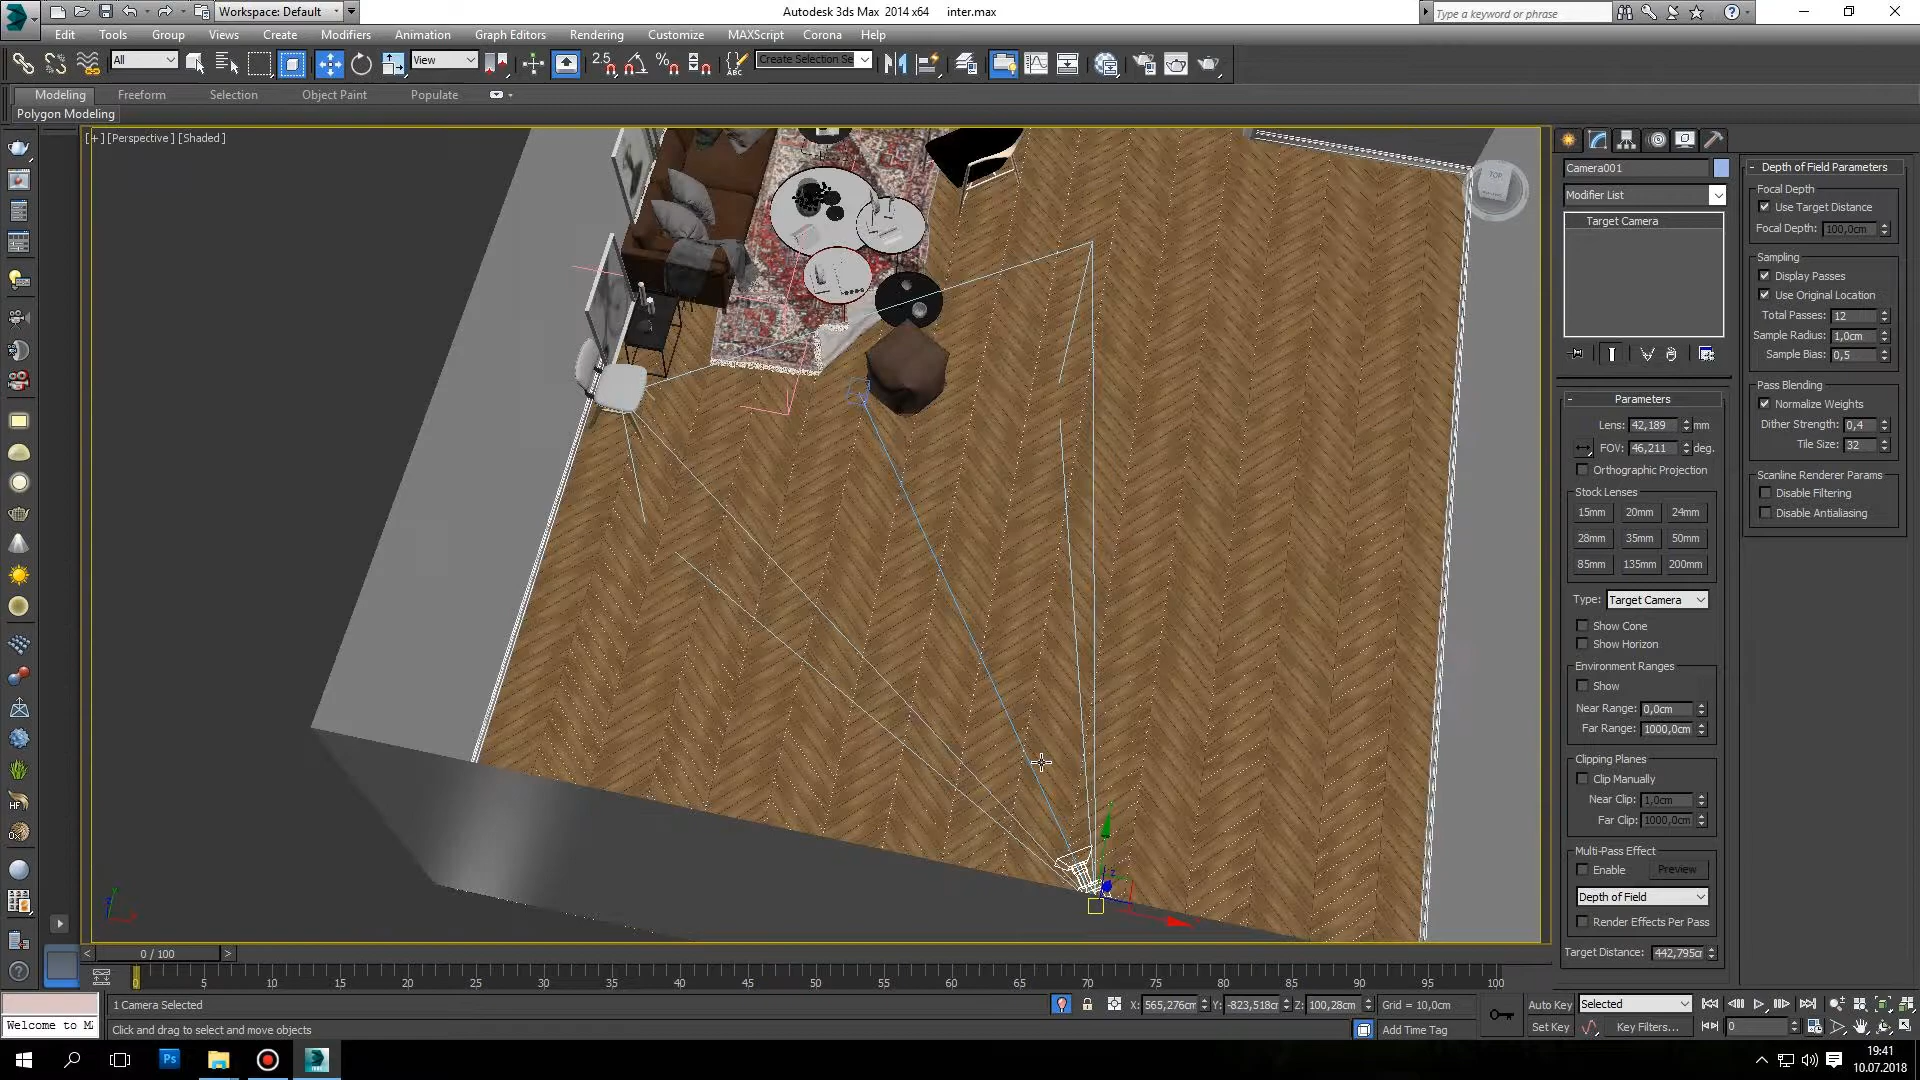 Workspace: Default
Autodesk 3ds Max 2014 x64 inter.max
Type a keyword or phrase
Edit Tools Group Views Create Modifiers Animation Graph Editors Rendering Customize MAXScript Corona Help
All
View
2.5
Create Selection Se
Modeling Freeform Selection Object Paint Populate
Polygon Modeling
[+] [Perspective] [Shaded]
TOP
Camera001
Modifier List
Target Camera
Parameters
Lens: 42,189 mm
FOV: 46,211 deg.
Orthographic Projection
Stock Lenses
15mm 20mm 24mm
28mm 35mm 50mm
85mm 135mm 200mm
Type: Target Camera
Show Cone
Show Horizon
Environment Ranges
Show
Near Range: 0,0cm
Far Range: 1000,0cm
Clipping Planes
Clip Manually
Near Clip: 1,0cm
Far Clip: 1000,0cm
Multi-Pass Effect
Enable Preview
Depth of Field
Render Effects Per Pass
Target Distance: 442,795cr
Depth of Field Parameters
Focal Depth
Use Target Distance
Focal Depth: 100,0cm
Sampling
Display Passes
Use Original Location
Total Passes: 12
Sample Radius: 1,0cm
Sample Bias: 0,5
Pass Blending
Normalize Weights
Dither Strength: 0,4
Tile Size: 32
Scanline Renderer Params
Disable Filtering
Disable Antialiasing
HF
z
0 / 100
0 5 10 15 20 25 30 35 40 45 50 55 60 65 70 75 80 85 90 95 100
1 Camera Selected
X: 565,276cm Y: -823,518cm Z: 100,28cm Grid = 10,0cm
Auto Key Selected
Welcome to M
Click and drag to select and move objects
Add Time Tag
Set Key Key Filters... 0
Ps
19:41
10.07.2018